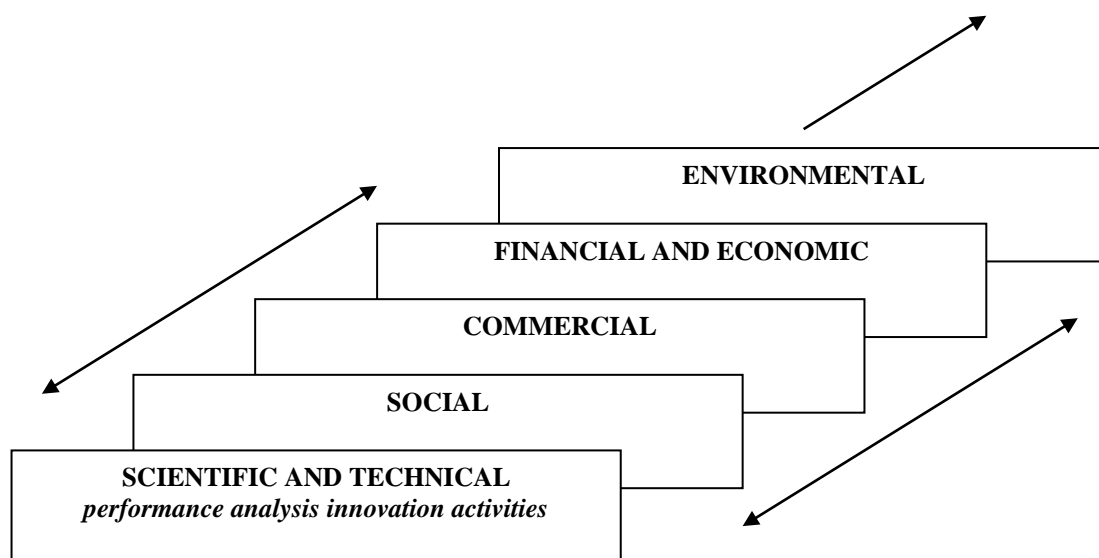 ENVIRONMENTAL
FINANCIAL AND ECONOMIC
COMMERCIAL
SOCIAL
SCIENTIFIC AND TECHNICAL
performance analysis innovation activities